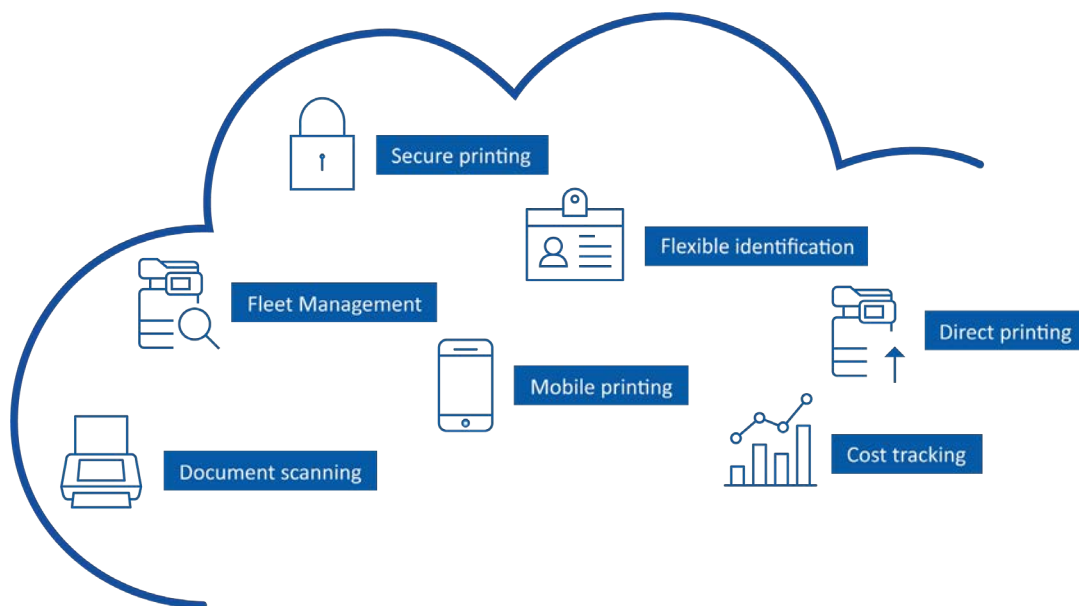 Secure printing
Flexible identification
Fleet Management
Direct printing
Mobile printing
Cost tracking
Document scanning